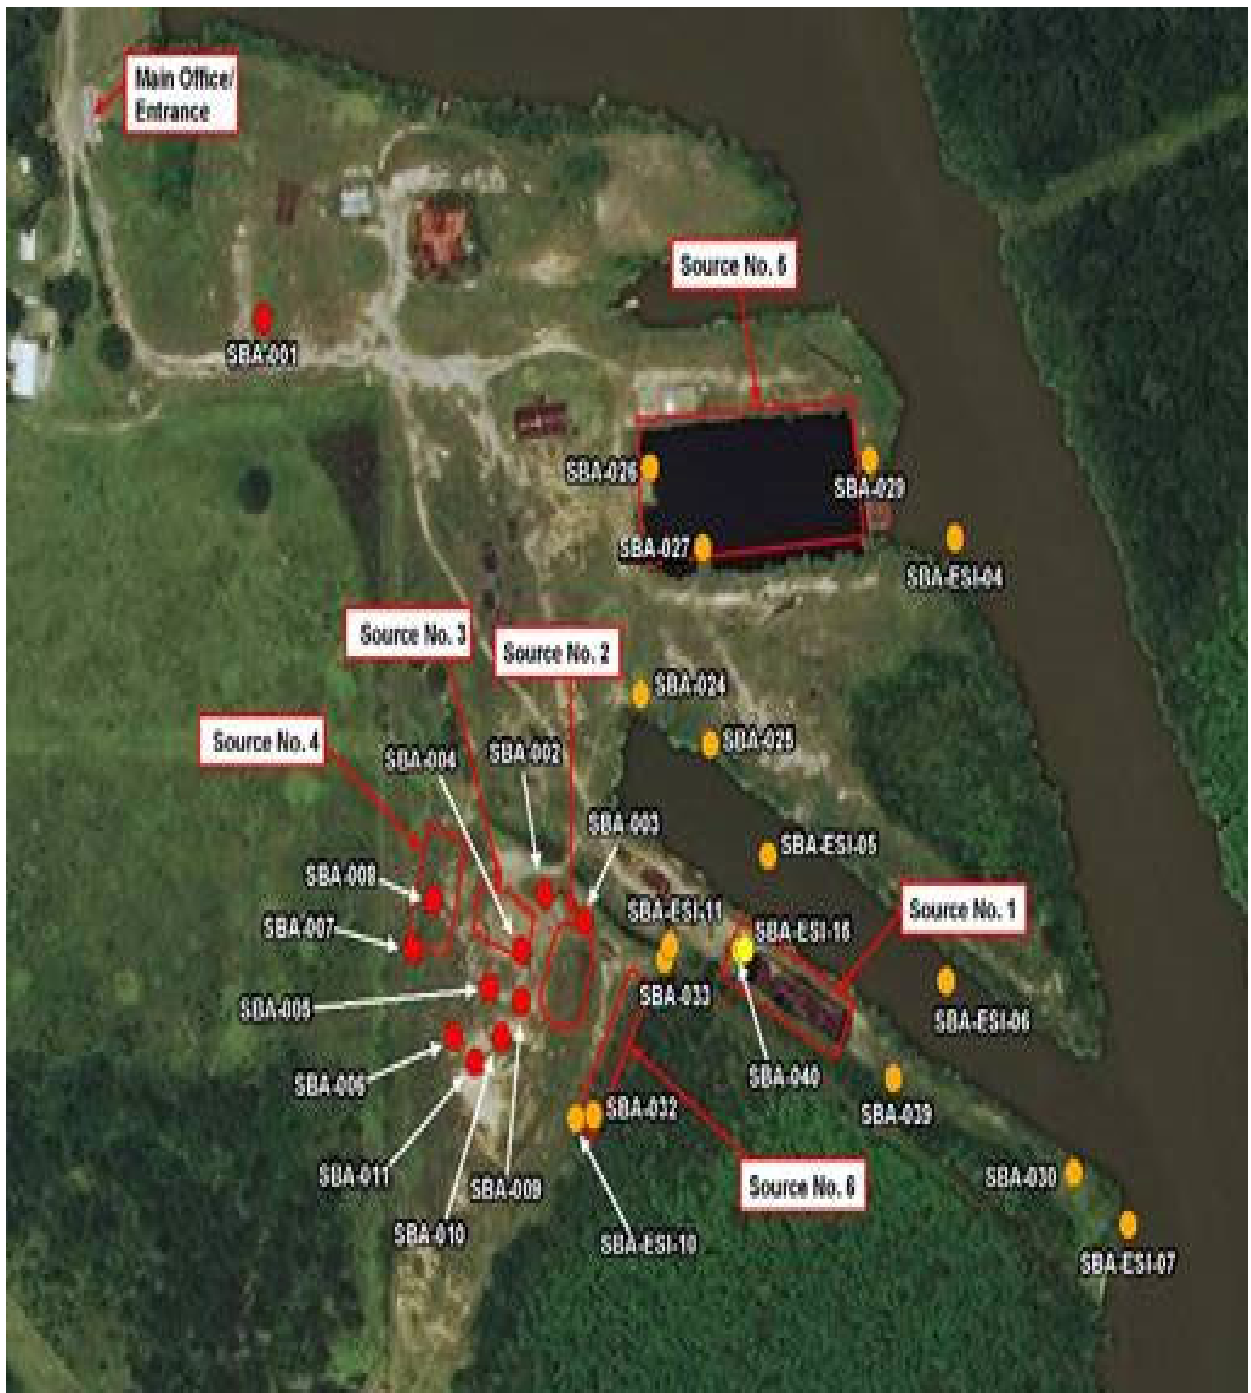 Main Office/
Entrance
Source No. 5
SBA-001
SBA-026
SBA-029
SBA-027
SBA-ESI-04
Source No. 3
Source No. 2
SBA-024
Source No. 4
SBA-002
SBA-025
SBA-004
SBA-003
SBA-ESI-05
SBA-008
Source No. 1
SBA-ESI-11
SBA-007
SBA-ESI-16
SBA-033
SBA-005
SBA-ESI-06
SBA-040
SBA-006
SBA-039
SBA-032
SBA-011
SBA-030
SBA-009
Source No. 6
SBA-010
SBA-ESI-10
SBA-ESI-07